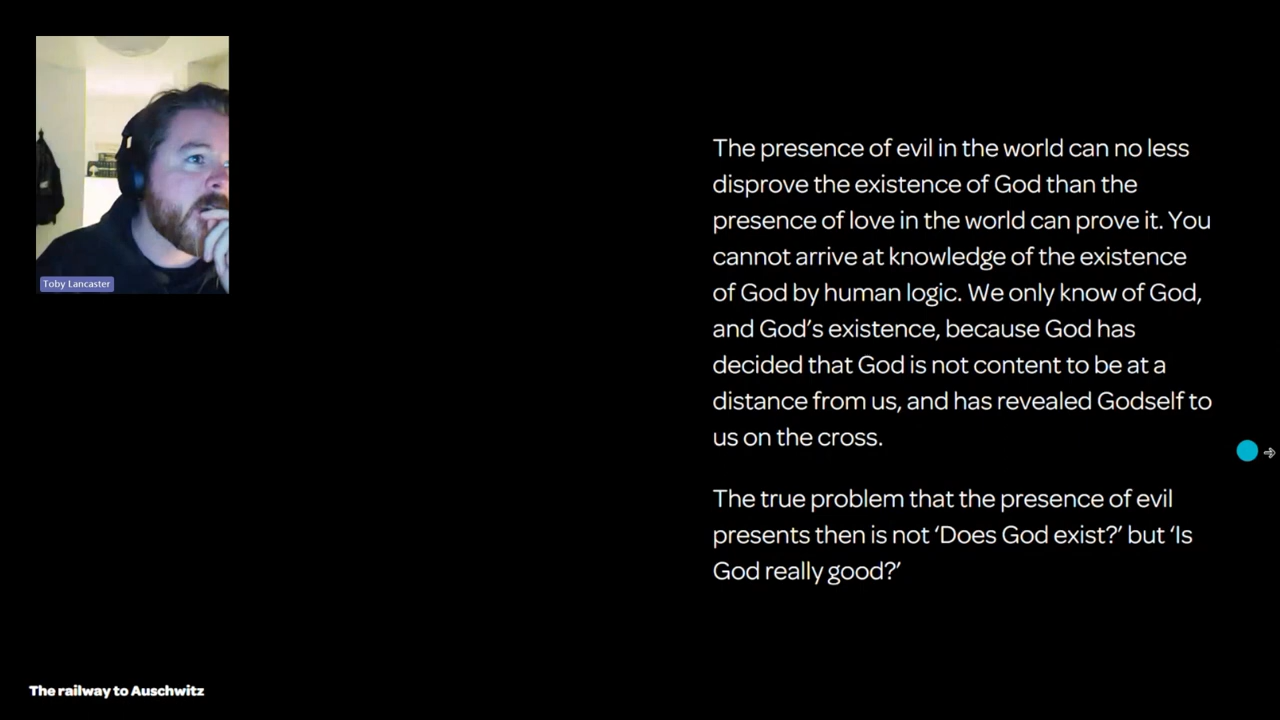 Toby Lancaster
The presence of evil in the world can no less
disprove the existence of God than the
presence of love in the world can prove it. You
cannot arrive at knowledge of the existence
of God by human logic. We only know of God,
and God’s existence, because God has
decided that God is not content to be at a
distance from us, and has revealed Godself to
us on the cross.
The true problem that the presence of evil
presents then is not ‘Does God exist?’ but ‘Is
God really good?’
The railway to Auschwitz